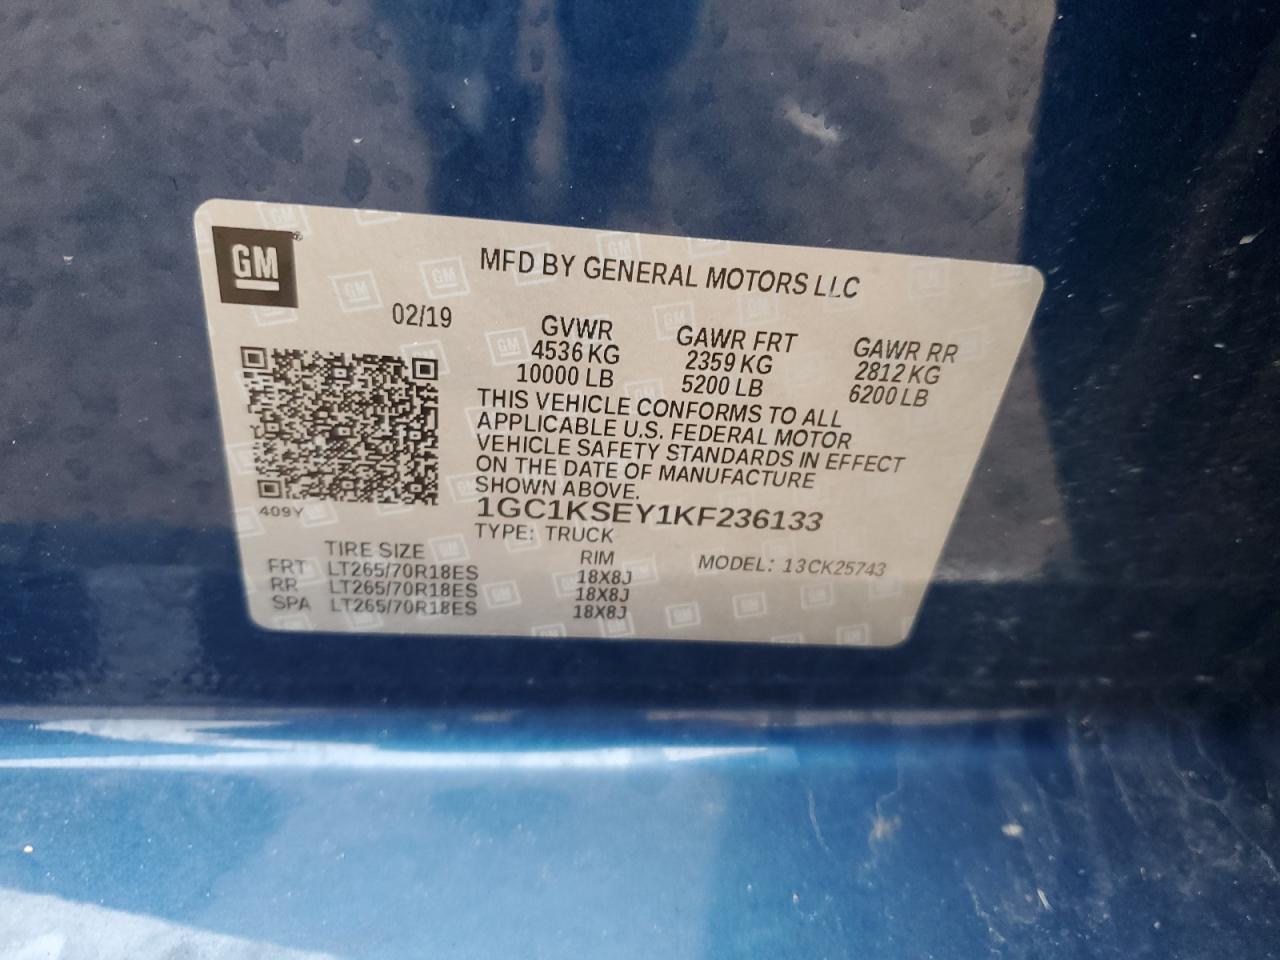 GM
MFD BY GENERAL MOTORS LLC
02/19
GVWR GAWR FRT GAWR RR
4536 KG 2359 KG 2812 KG
10000 LB 5200 LB 6200 LB
THIS VEHICLE CONFORMS TO ALL
APPLICABLE U.S. FEDERAL MOTOR
VEHICLE SAFETY STANDARDS IN EFFECT
ON THE DATE OF MANUFACTURE
SHOWN ABOVE.
409Y
1GC1KSEY1KF236133
TYPE: TRUCK
TIRE SIZE RIM MODEL: 13CK25743
FRT LT265/70R18ES 18X8J
RR LT265/70R18ES 18X8J
SPA LT265/70R18ES 18X8J